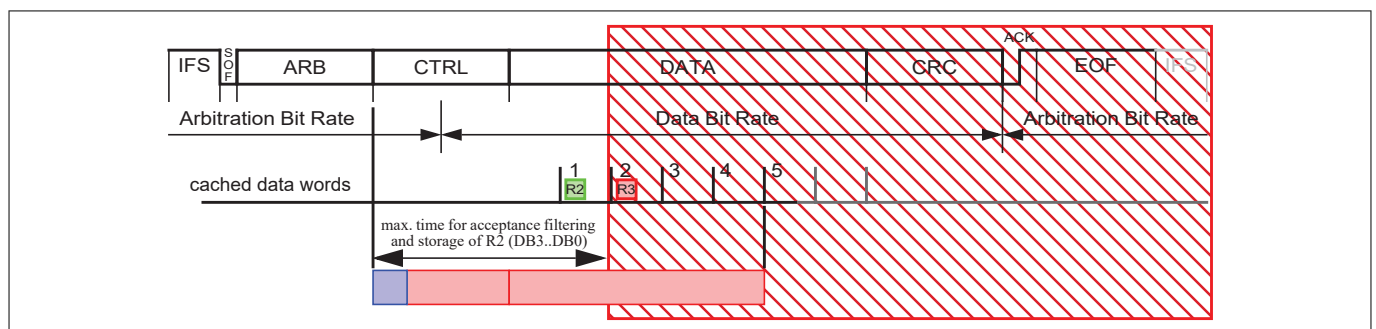 ACK
IFS
SOF
ARB
CTRL
DATA
CRC
EOF
IFS
Arbitration Bit Rate
Data Bit Rate
Arbitration Bit Rate
1
2
3
4
5
cached data words
R2
R3
max. time for acceptance filtering
and storage of R2 (DB3..DB0)